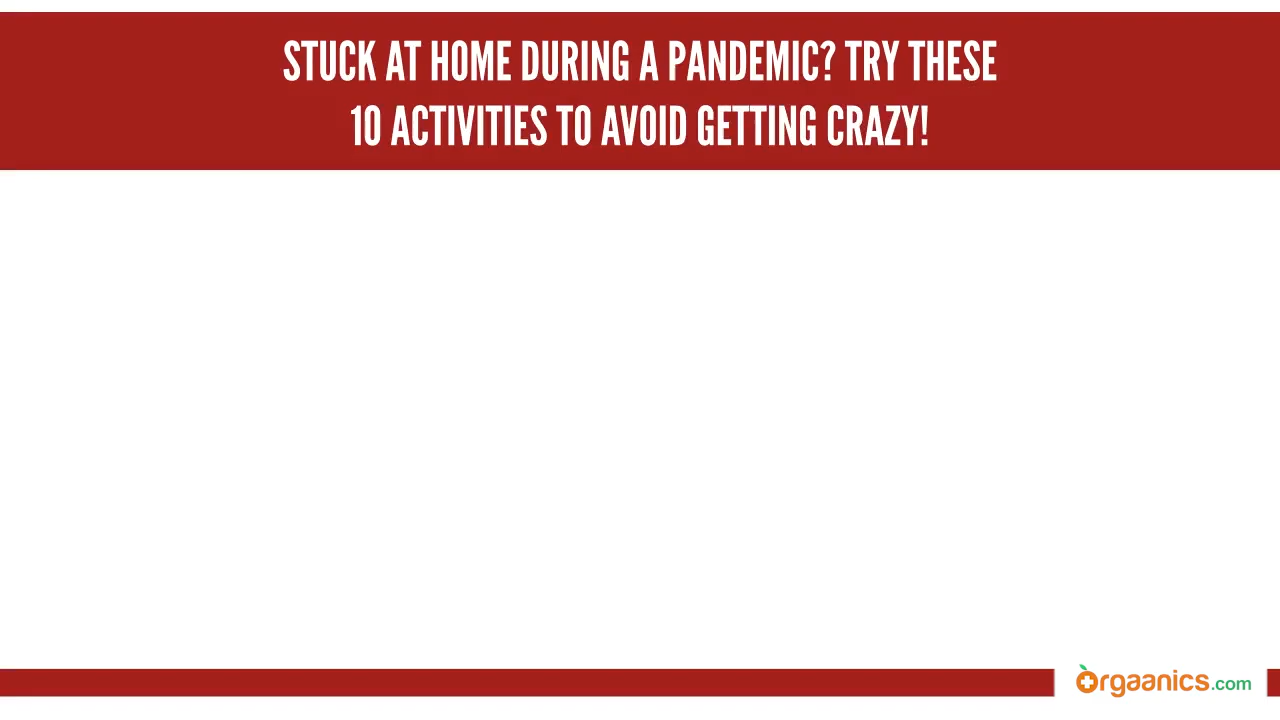 STUCK AT HOME DURING A PANDEMIC? TRY THESE
10 ACTIVITIES TO AVOID GETTING CRAZY!
Orgaanics.com